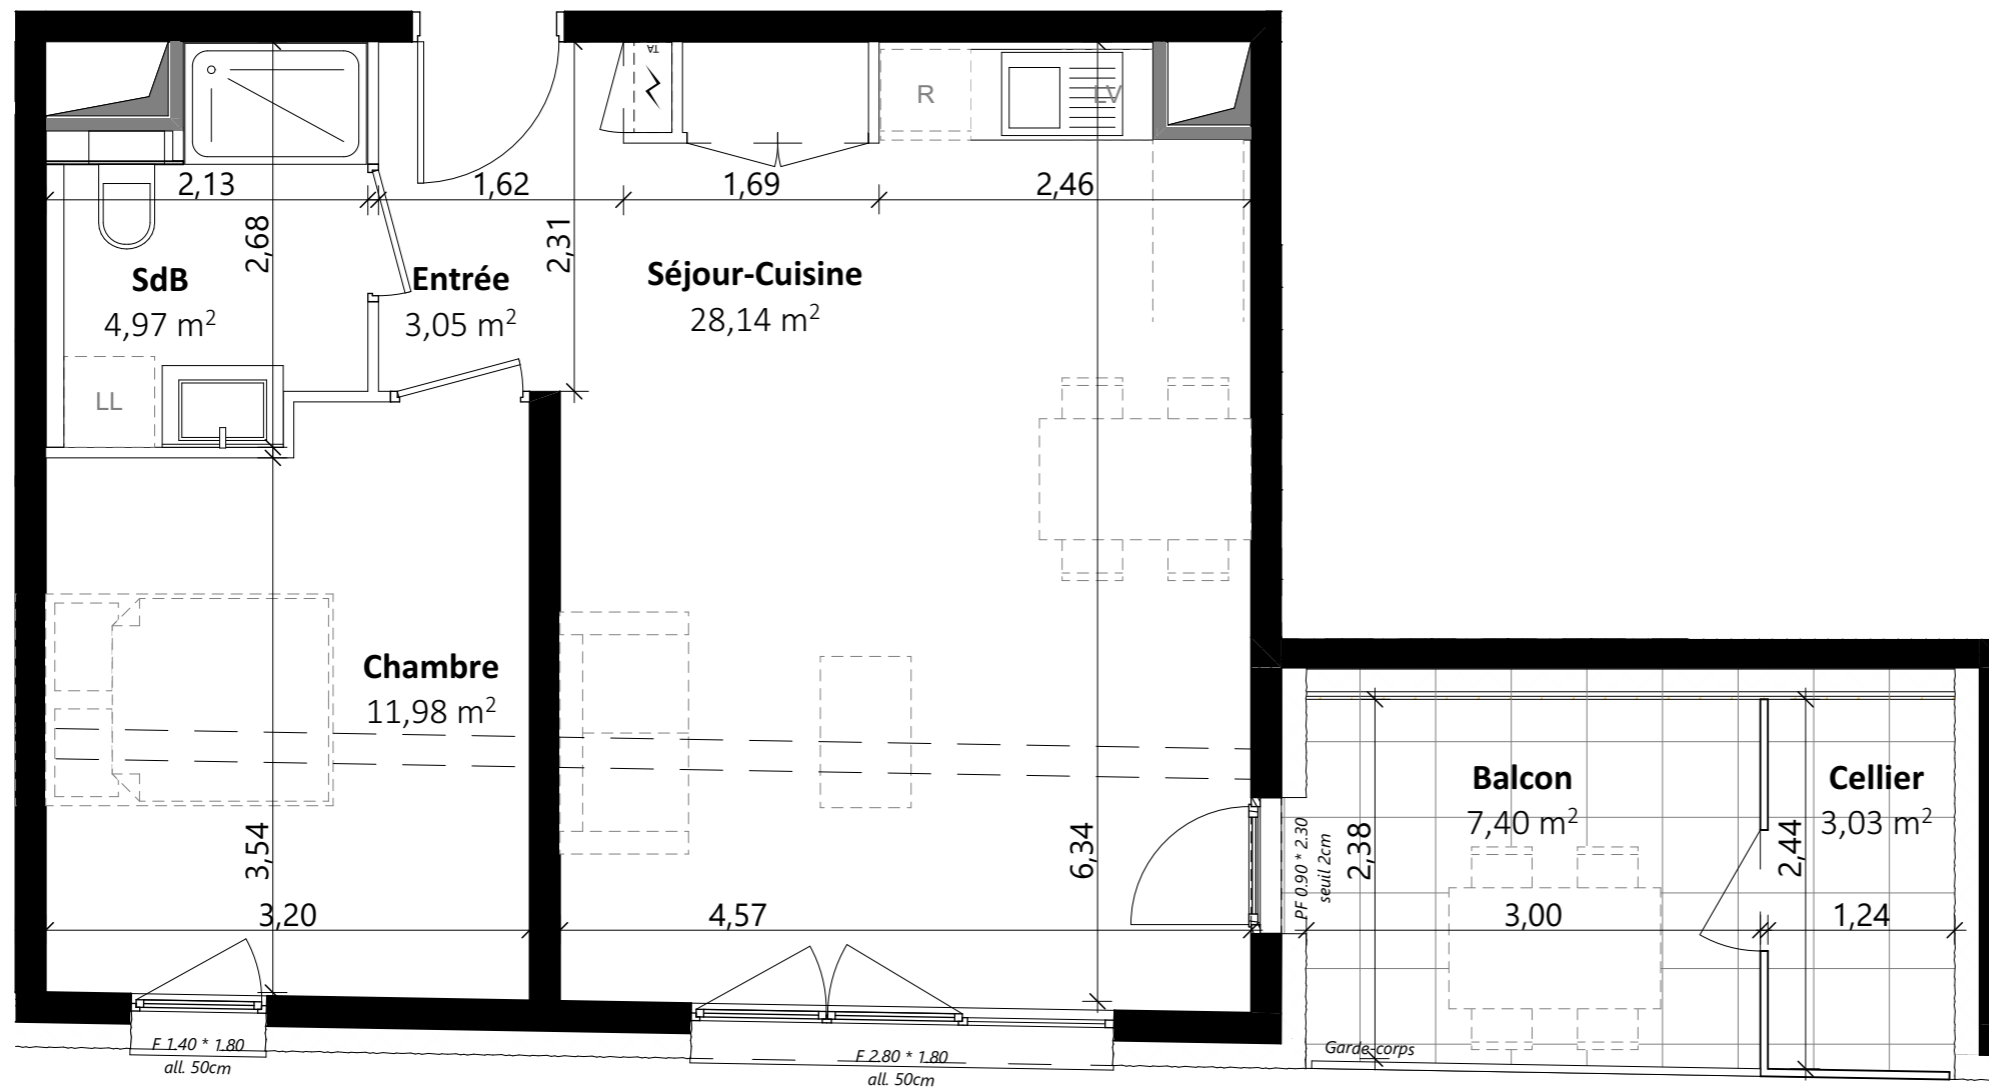 TA
R
LV
2,13
1,62
1,69
2,46
2,68
2,31
SdB
4,97 m²
Entrée
3,05 m²
Séjour-Cuisine
28,14 m²
LL
Chambre
11,98 m²
Balcon
7,40 m²
Cellier
3,03 m²
3,54
6,34
PF 0.90 * 2.30
seuil 2cm
2,38
2,44
3,20
4,57
3,00
1,24
F 1.40 * 1.80
all. 50cm
F 2.80 * 1.80
all. 50cm
Garde-corps